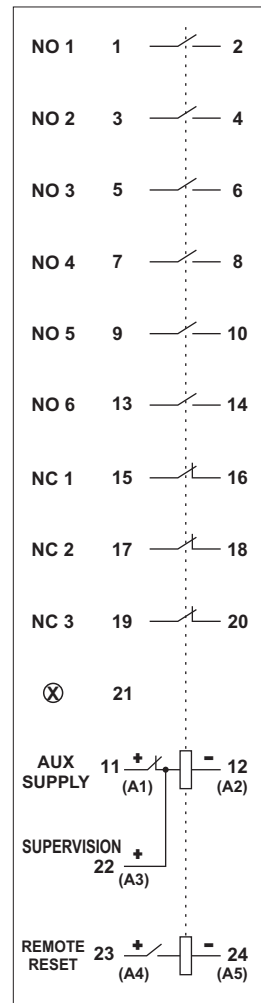 NO 1 1 2
NO 2 3 4
NO 3 5 6
NO 4 7 8
NO 5 9 10
NO 6 13 14
NC 1 15 16
NC 2 17 18
NC 3 19 20
21
AUX SUPPLY 11 + - 12
(A1) (A2)
SUPERVISION
22 +
(A3)
REMOTE RESET 23 + - 24
(A4) (A5)